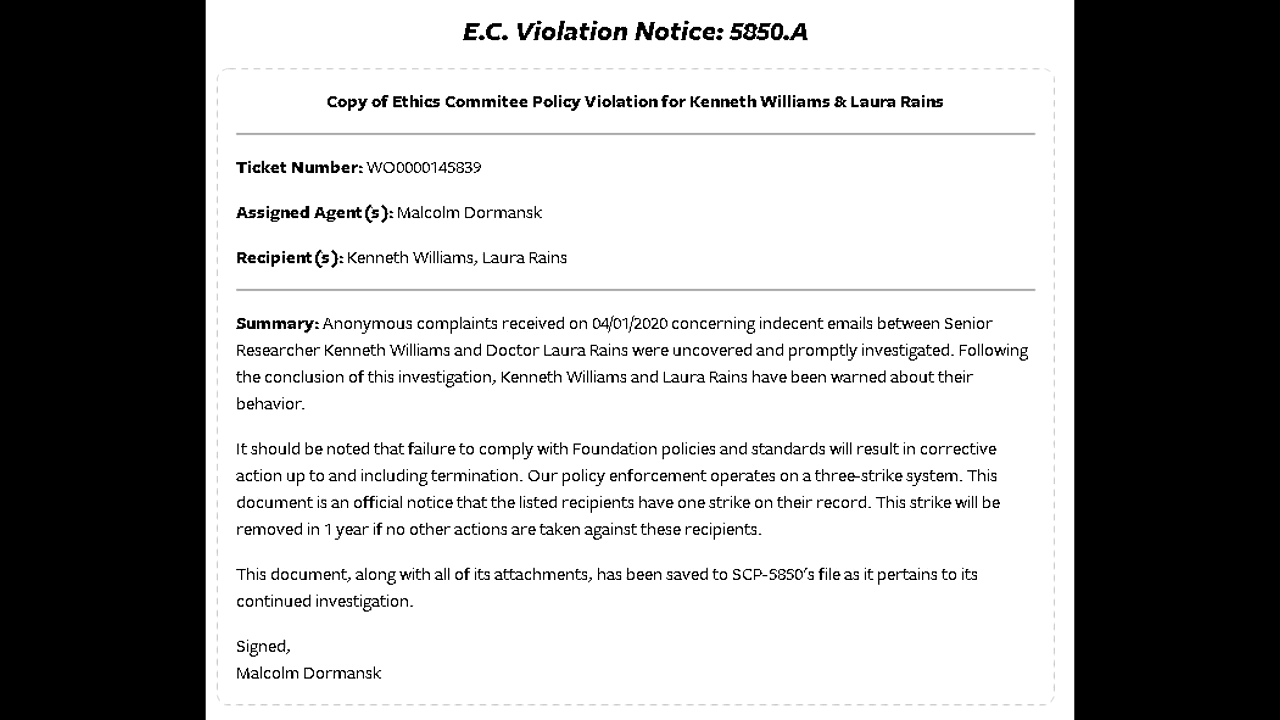 E.C. Violation Notice: 5850.A
Copy of Ethics Commitee Policy Violation for Kenneth Williams & Laura Rains
Ticket Number: WO0000145839
Assigned Agent(s): Malcolm Dormansk
Recipient(s): Kenneth Williams, Laura Rains
Summary: Anonymous complaints received on 04/01/2020 concerning indecent emails between Senior
Researcher Kenneth Williams and Doctor Laura Rains were uncovered and promptly investigated. Following
the conclusion of this investigation, Kenneth Williams and Laura Rains have been warned about their
behavior.
It should be noted that failure to comply with Foundation policies and standards will result in corrective
action up to and including termination. Our policy enforcement operates on a three-strike system. This
document is an official notice that the listed recipients have one strike on their record. This strike will be
removed in 1 year if no other actions are taken against these recipients.
This document, along with all of its attachments, has been saved to SCP-5850's file as it pertains to its
continued investigation.
Signed,
Malcolm Dormansk